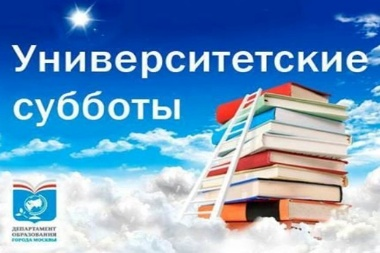 Университетские
субботы
ДЕПАРТАМЕНТ
ОБРАЗОВАНИЯ
ГОРОДА МОСКВЫ